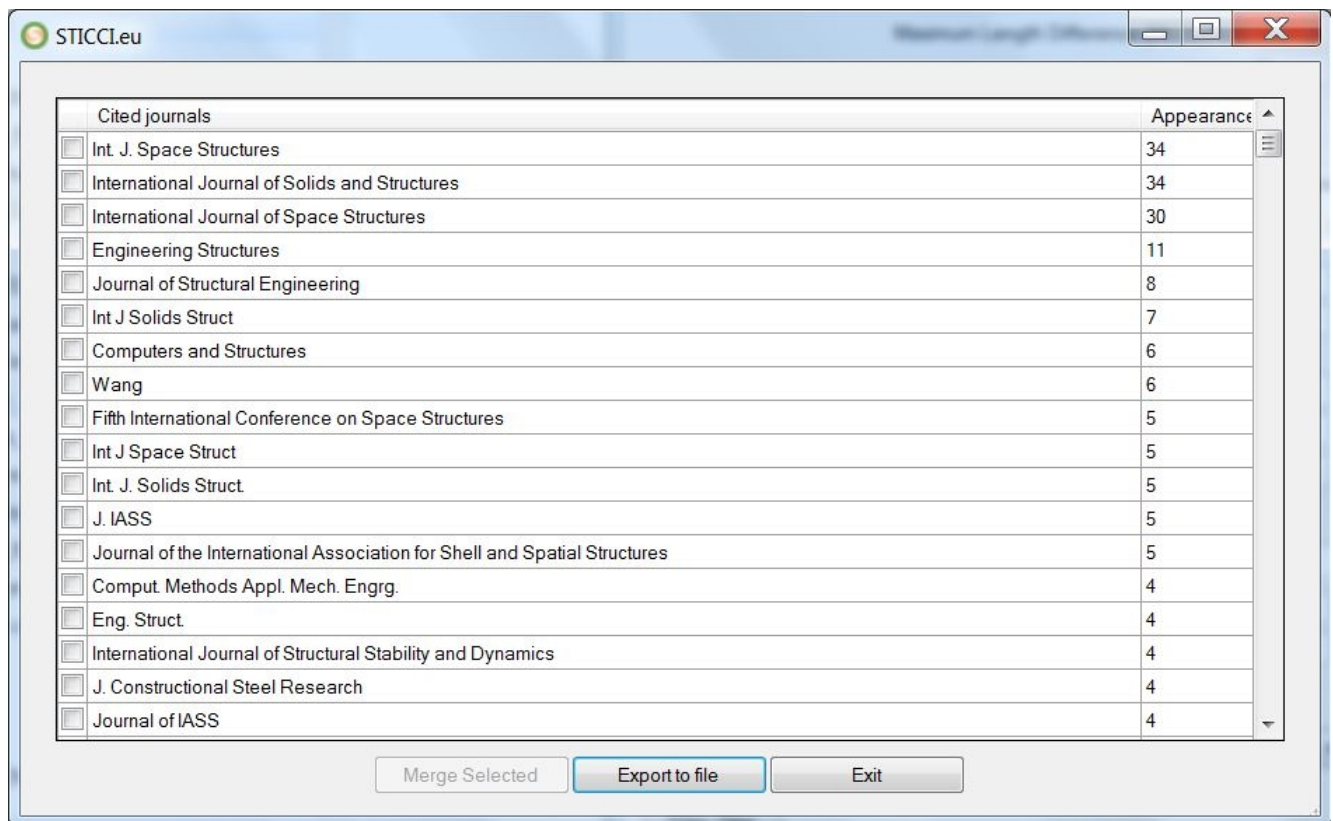 STICCI.eu
Cited journals Appearance
Int. J. Space Structures 34
International Journal of Solids and Structures 34
International Journal of Space Structures 30
Engineering Structures 11
Journal of Structural Engineering 8
Int J Solids Struct 7
Computers and Structures 6
Wang 6
Fifth International Conference on Space Structures 5
Int J Space Struct 5
Int. J. Solids Struct. 5
J. IASS 5
Journal of the International Association for Shell and Spatial Structures 5
Comput. Methods Appl. Mech. Engrg. 4
Eng. Struct. 4
International Journal of Structural Stability and Dynamics 4
J. Constructional Steel Research 4
Journal of IASS 4
Merge Selected Export to file Exit